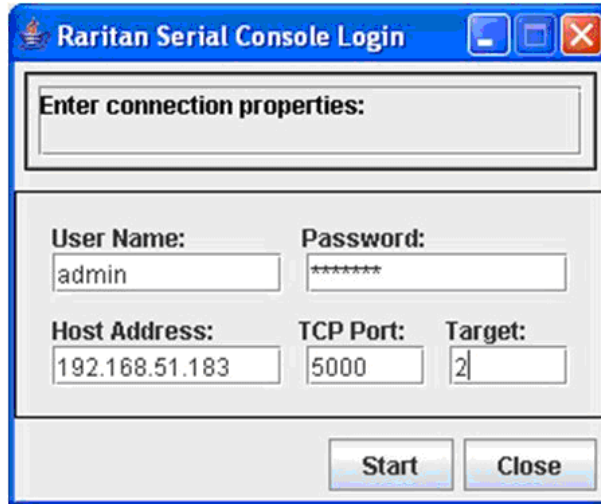 Raritan Serial Console Login
Enter connection properties:
User Name: Password:
admin *******
Host Address: TCP Port: Target:
192.168.51.183 5000 2
Start Close